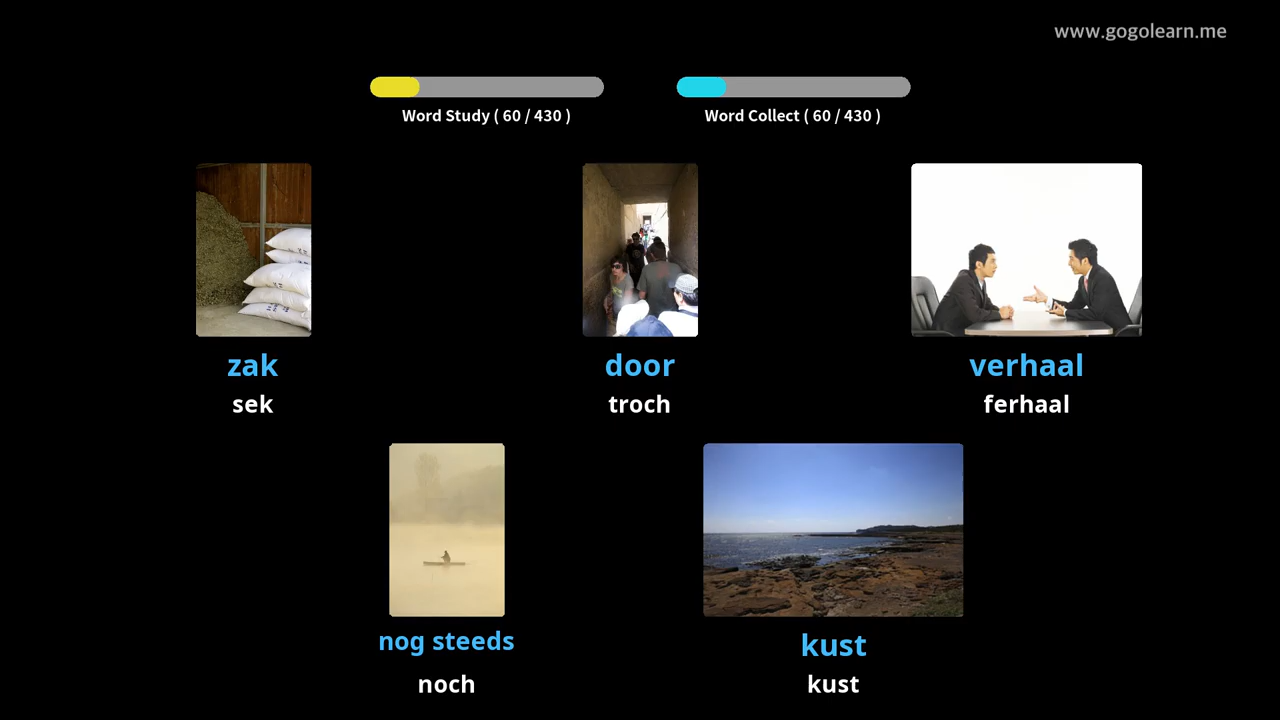 www.gogolearn.me
Word Study ( 60 / 430 )
Word Collect ( 60 / 430 )
zak
sek
door
troch
verhaal
ferhaal
nog steeds
noch
kust
kust